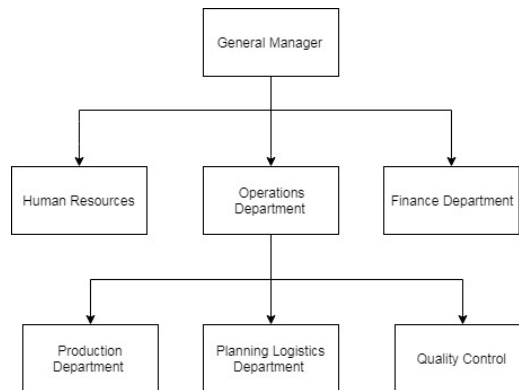 General Manager
Human Resources
Operations
Department
Finance Department
Production
Department
Planning Logistics
Department
Quality Control